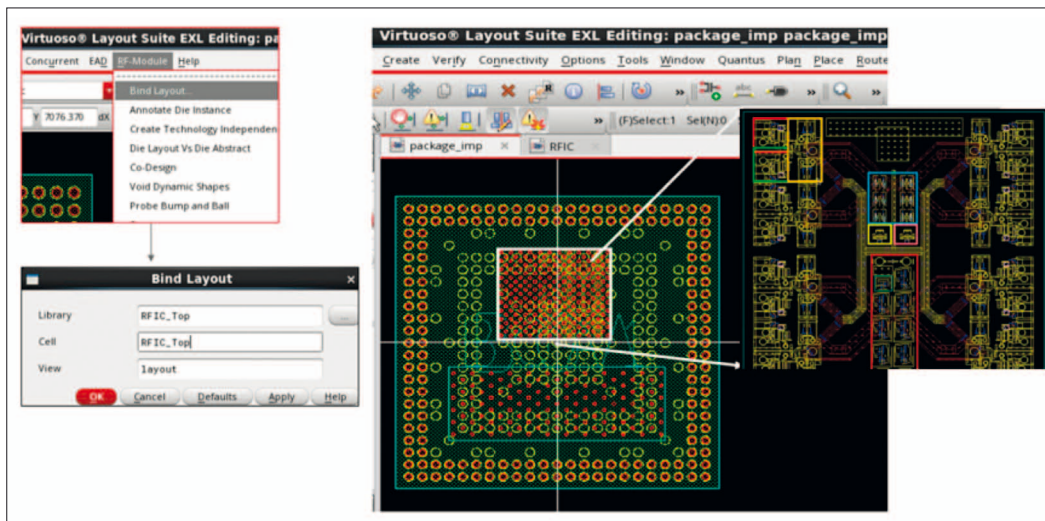 Virtuoso® Layout Suite EXL Editing: pa
Concurrent EAD RF-Module Help
Bind Layout...
Y 7076.370 dX
Annotate Die Instance
Create Technology Independen
Die Layout Vs Die Abstract
Co-Design
Void Dynamic Shapes
Probe Bump and Ball
Bind Layout
Library RFIC_Top ...
Cell RFIC_Top
View layout
OK Cancel Defaults Apply Help
Virtuoso® Layout Suite EXL Editing: package_imp package_imp
Create Verify Connectivity Options Tools Window Quantus Plan Place Route
» » »
» (F)Select:1 Sel(N):0
package_imp × RFIC ×